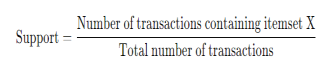 Support = Number of transactions containing itemset X
Total number of transactions